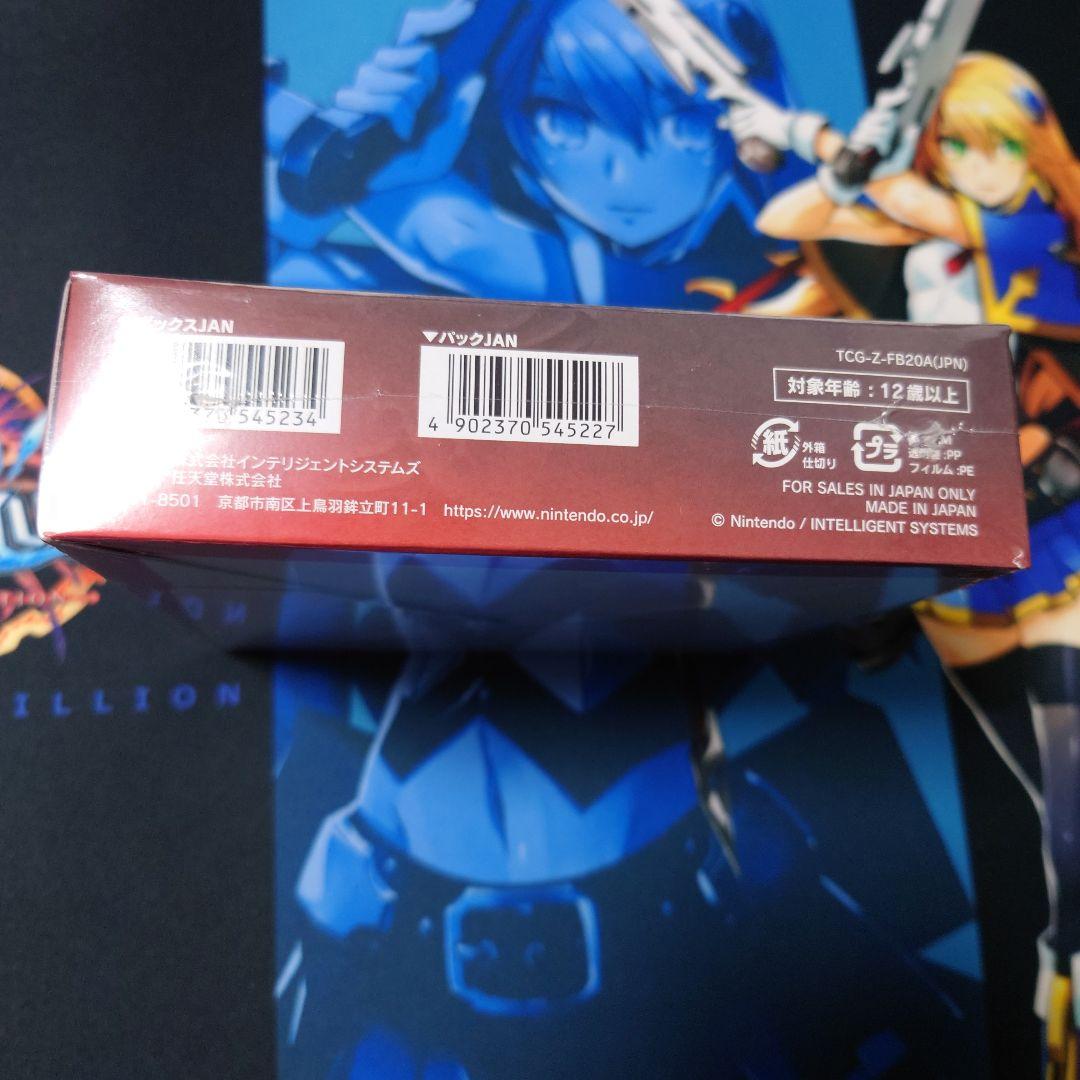 ックスJAN
▼パックJAN
545234
4 902370 545227
TCG-Z-FB20A(JPN)
対象年齢：12歳以上
紙 外箱
仕切り
プラ
:PP
フィルム:PE
式会社インテリジェントシステムズ
任天堂株式会社
-8501 京都市南区上鳥羽鉾立町11-1 https://www.nintendo.co.jp/
FOR SALES IN JAPAN ONLY
MADE IN JAPAN
© Nintendo / INTELLIGENT SYSTEMS
ILLION